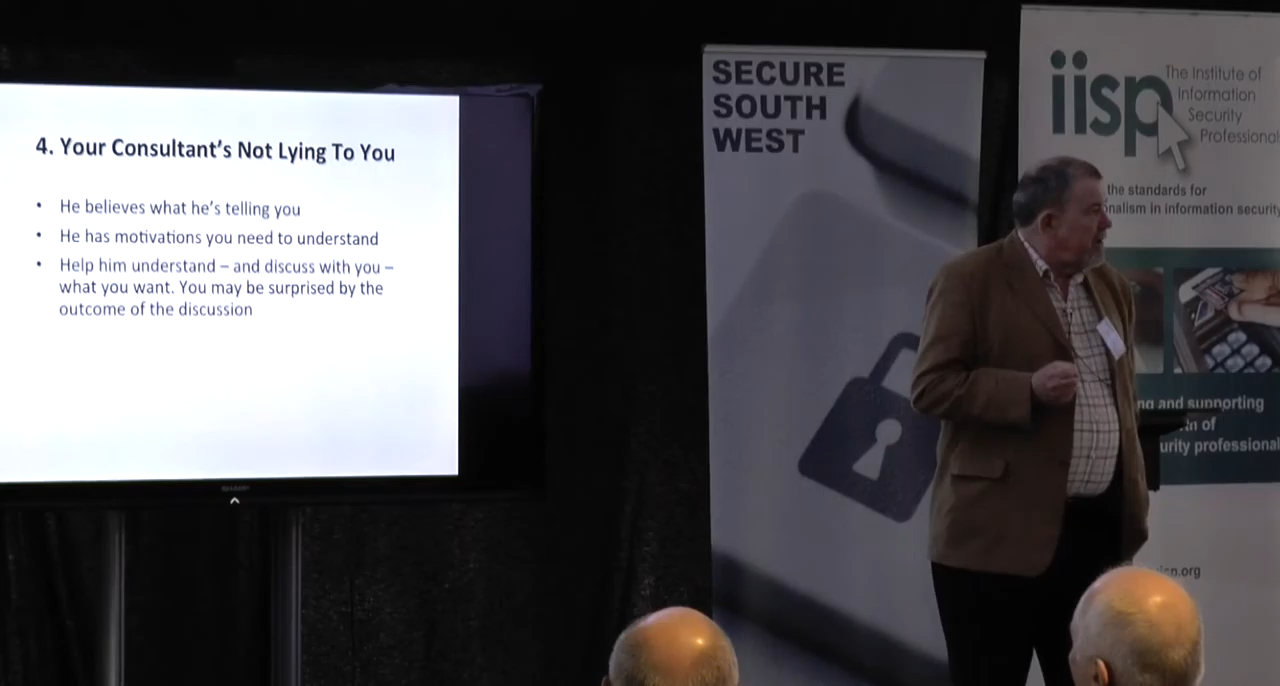 4. Your Consultant's Not Lying To You
• He believes what he's telling you
• He has motivations you need to understand
• Help him understand – and discuss with you –
what you want. You may be surprised by the
outcome of the discussion
SECURE
SOUTH
WEST
iisp
The Institute of
Information
Security
Professional
the standards for
in information security
and supporting
of
professional